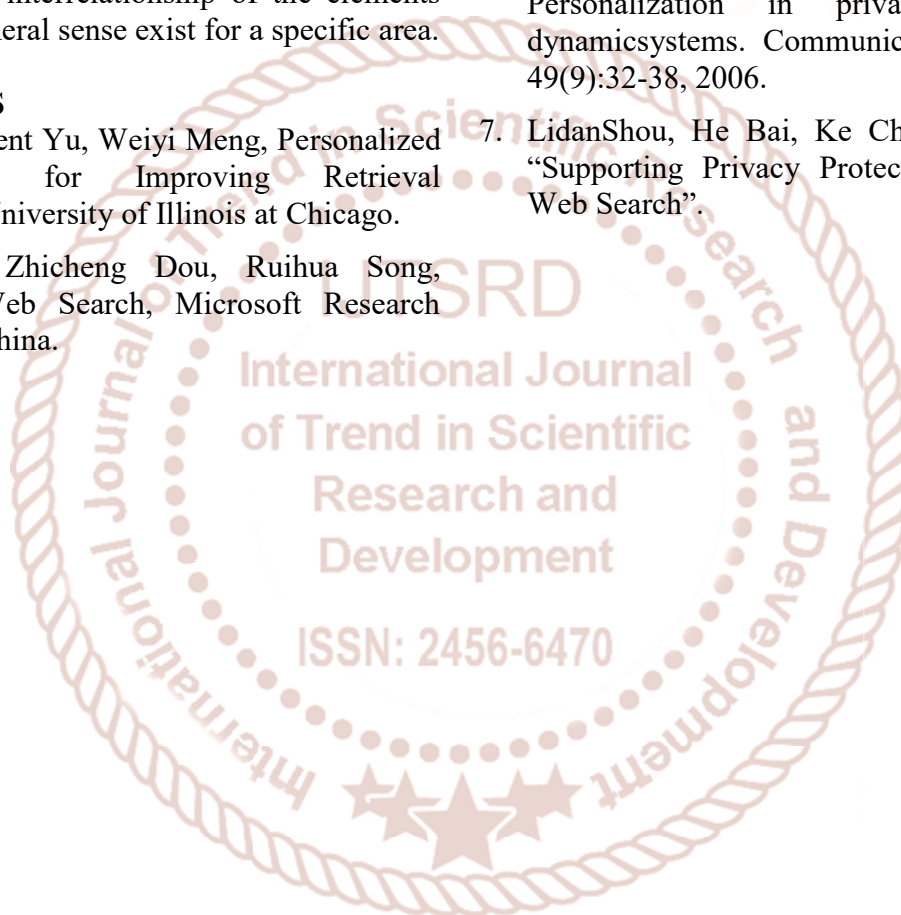 interrelationship of the elements
neral sense exist for a specific area.
S
ent Yu, Weiyi Meng, Personalized
for Improving Retrieval
University of Illinois at Chicago.
Zhicheng Dou, Ruihua Song,
Web Search, Microsoft Research
hina.
Personalization in priva
dynamicsystems. Communic
49(9):32-38, 2006.
7. LidanShou, He Bai, Ke Ch
“Supporting Privacy Protec
Web Search”.
International Journal of Trend in Scientific Research and Development
IJTSRD
International Journal
of Trend in Scientific
Research and
Development
ISSN: 2456-6470